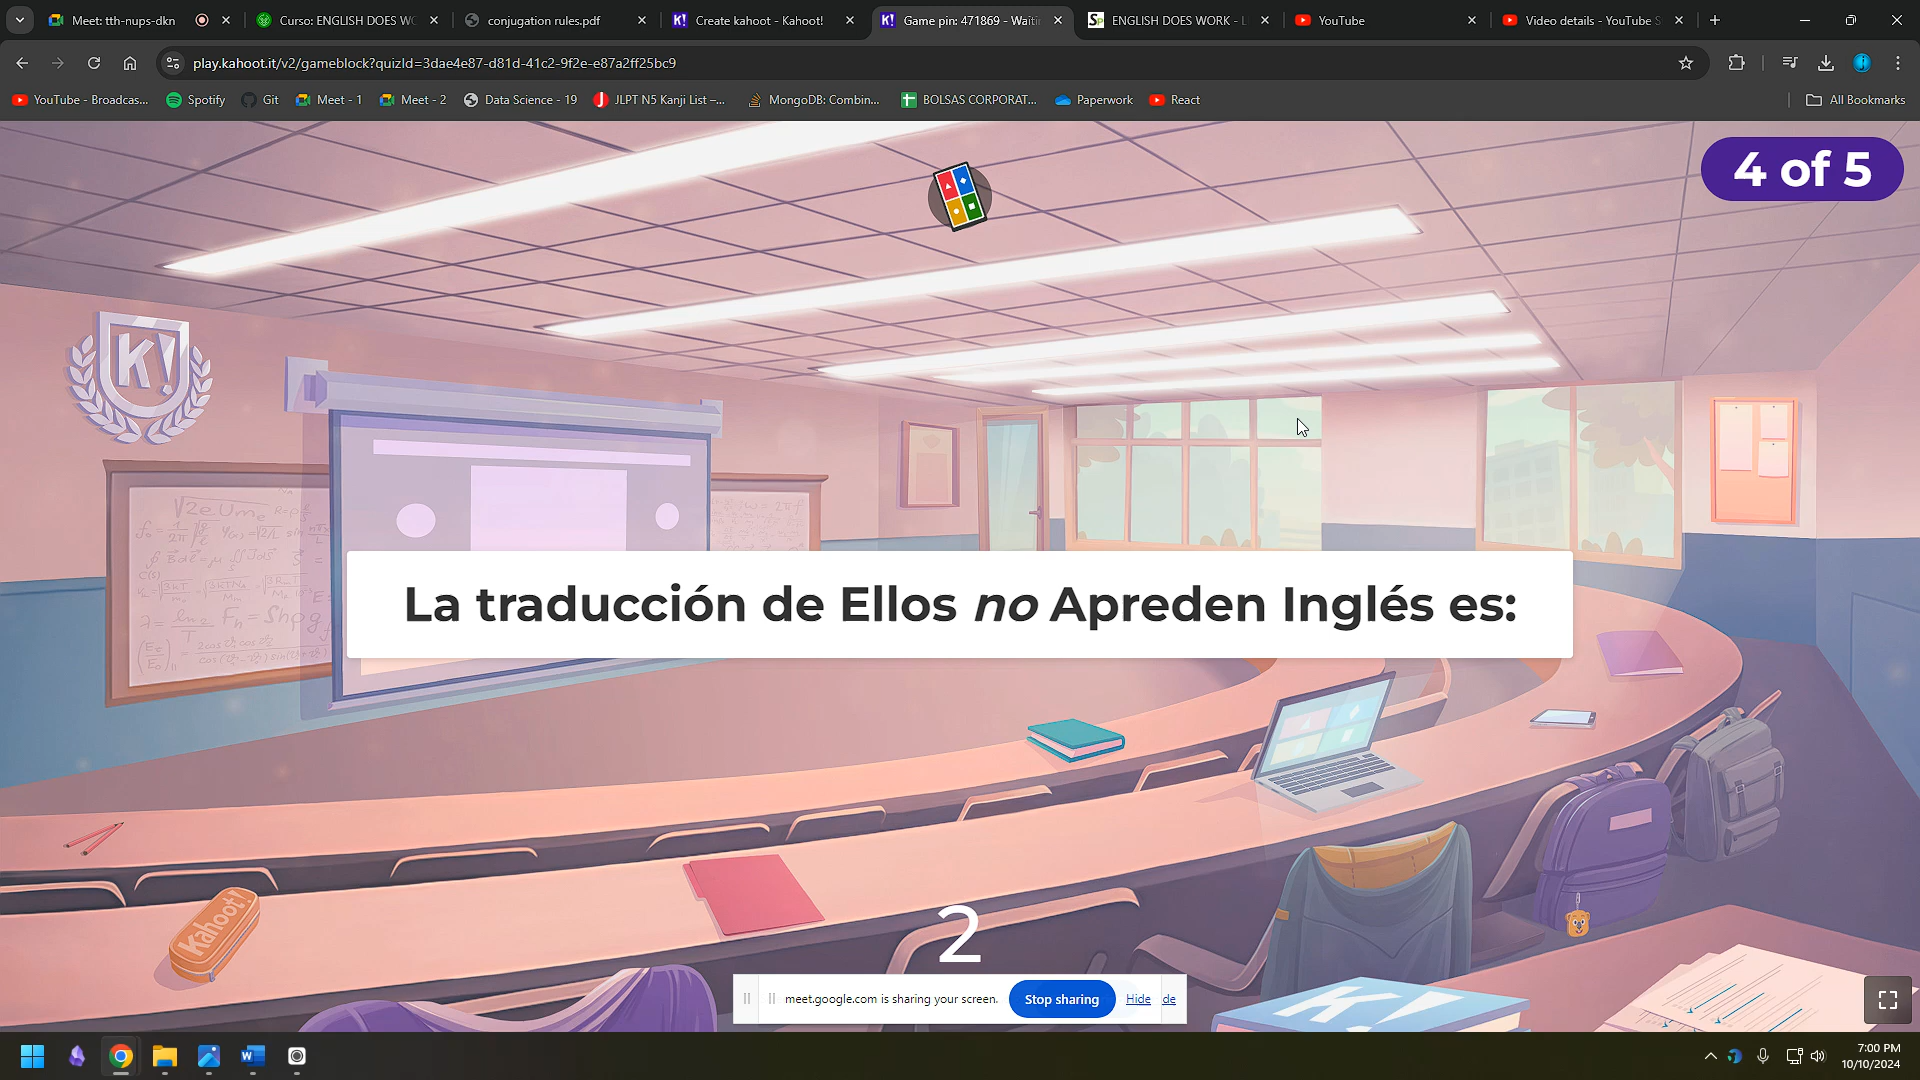 Meet: tth-nups-dkn
Curso: ENGLISH DOES WO
conjugation rules.pdf
Create kahoot - Kahoot!
Game pin: 471869 - Waitin
ENGLISH DOES WORK - L
YouTube
Video details - YouTube S
play.kahoot.it/v2/gameblock?quizId=3dae4e87-d81d-41c2-9f2e-e87a2ff25bc9
YouTube - Broadcas...
Spotify
Git
Meet - 1
Meet - 2
Data Science - 19
JLPT N5 Kanji List –...
MongoDB: Combin...
BOLSAS CORPORAT...
Paperwork
React
All Bookmarks
4 of 5
K!
La traducción de Ellos no Apreden Inglés es:
Kahoot!
2
K!
meet.google.com is sharing your screen.
Stop sharing
Hide
de
7:00 PM
10/10/2024